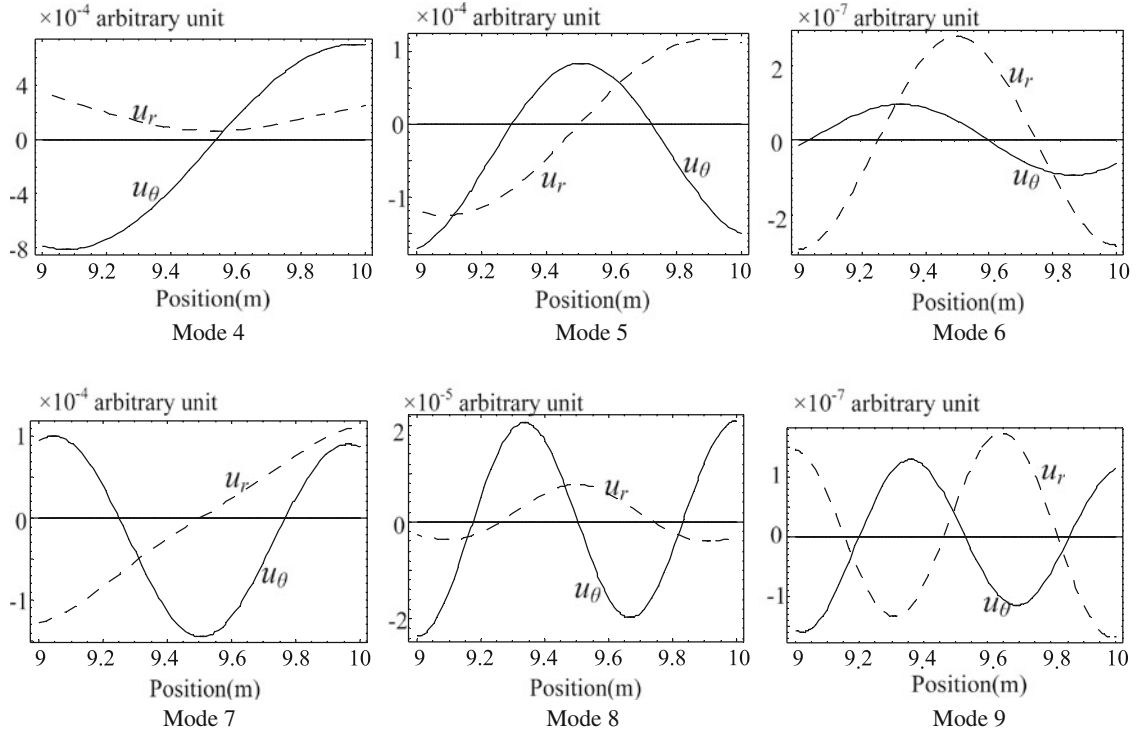 ×10⁻⁴ arbitrary unit
4
0
-4
-8
u_r
u_θ
9 9.2 9.4 9.6 9.8 10
Position(m)
Mode 4
×10⁻⁴ arbitrary unit
1
0
-1
u_r
u_θ
9 9.2 9.4 9.6 9.8 10
Position(m)
Mode 5
×10⁻⁷ arbitrary unit
2
0
-2
u_r
u_θ
9 9.2 9.4 9.6 9.8 10
Position(m)
Mode 6
×10⁻⁴ arbitrary unit
1
0
-1
u_r
u_θ
9 9.2 9.4 9.6 9.8 10
Position(m)
Mode 7
×10⁻⁵ arbitrary unit
2
0
-2
u_r
u_θ
9 9.2 9.4 9.6 9.8 10
Position(m)
Mode 8
×10⁻⁷ arbitrary unit
1
0
-1
u_r
u_θ
9 9.2 9.4 9.6 9.8 10
Position(m)
Mode 9